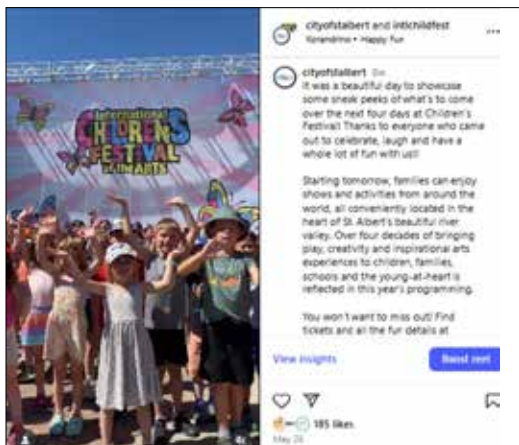 cityofstalbert and intlchildfest
Korandrino • Happy Fun
cityofstalbert
It was a beautiful day to showcase
some sneak peeks of what's to come
over the next four days at Children's
Festival! Thanks to everyone who came
out to celebrate, laugh and have a
whole lot of fun with us!!
Starting tomorrow, families can enjoy
shows and activities from around the
world, all conveniently located in the
heart of St. Albert's beautiful river
valley. Over four decades of bringing
play, creativity and inspirational arts
experiences to children, families,
schools and the young-at-heart is
reflected in this year's programming.
You won't want to miss out! Find
tickets and all the fun details at
View insights
Boost reel
185 likes
May
International
CHILDREN'S
FESTIVAL
of the ARTS